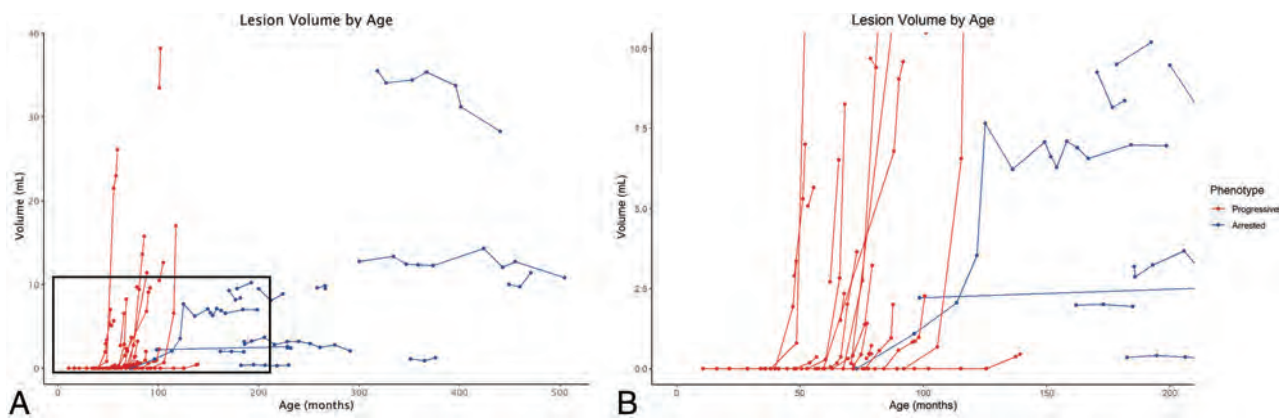 Lesion Volume by Age
40
30
20
10
0
Volume (mL)
0 100 200 300 400 500
Age (months)
A
Lesion Volume by Age
10.0
7.5
5.0
2.5
0.0
Volume (mL)
0 50 100 150 200
Age (months)
B
Phenotype
Progressive
Arrested